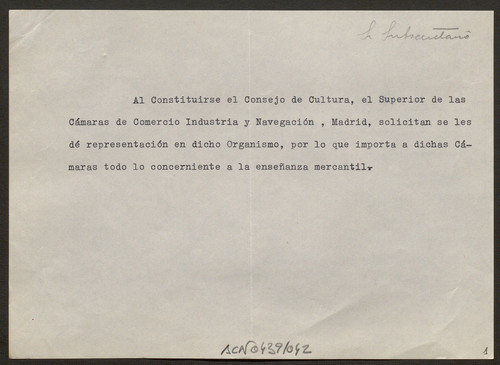 S. Subsecretario
Al Constituirse el Consejo de Cultura, el Superior de las
Cámaras de Comercio Industria y Navegación , Madrid, solicitan se les
dé representación en dicho Organismo, por lo que importa a dichas Cá-
maras todo lo concerniente a la enseñanza mercantil.
ACN0439/042
1